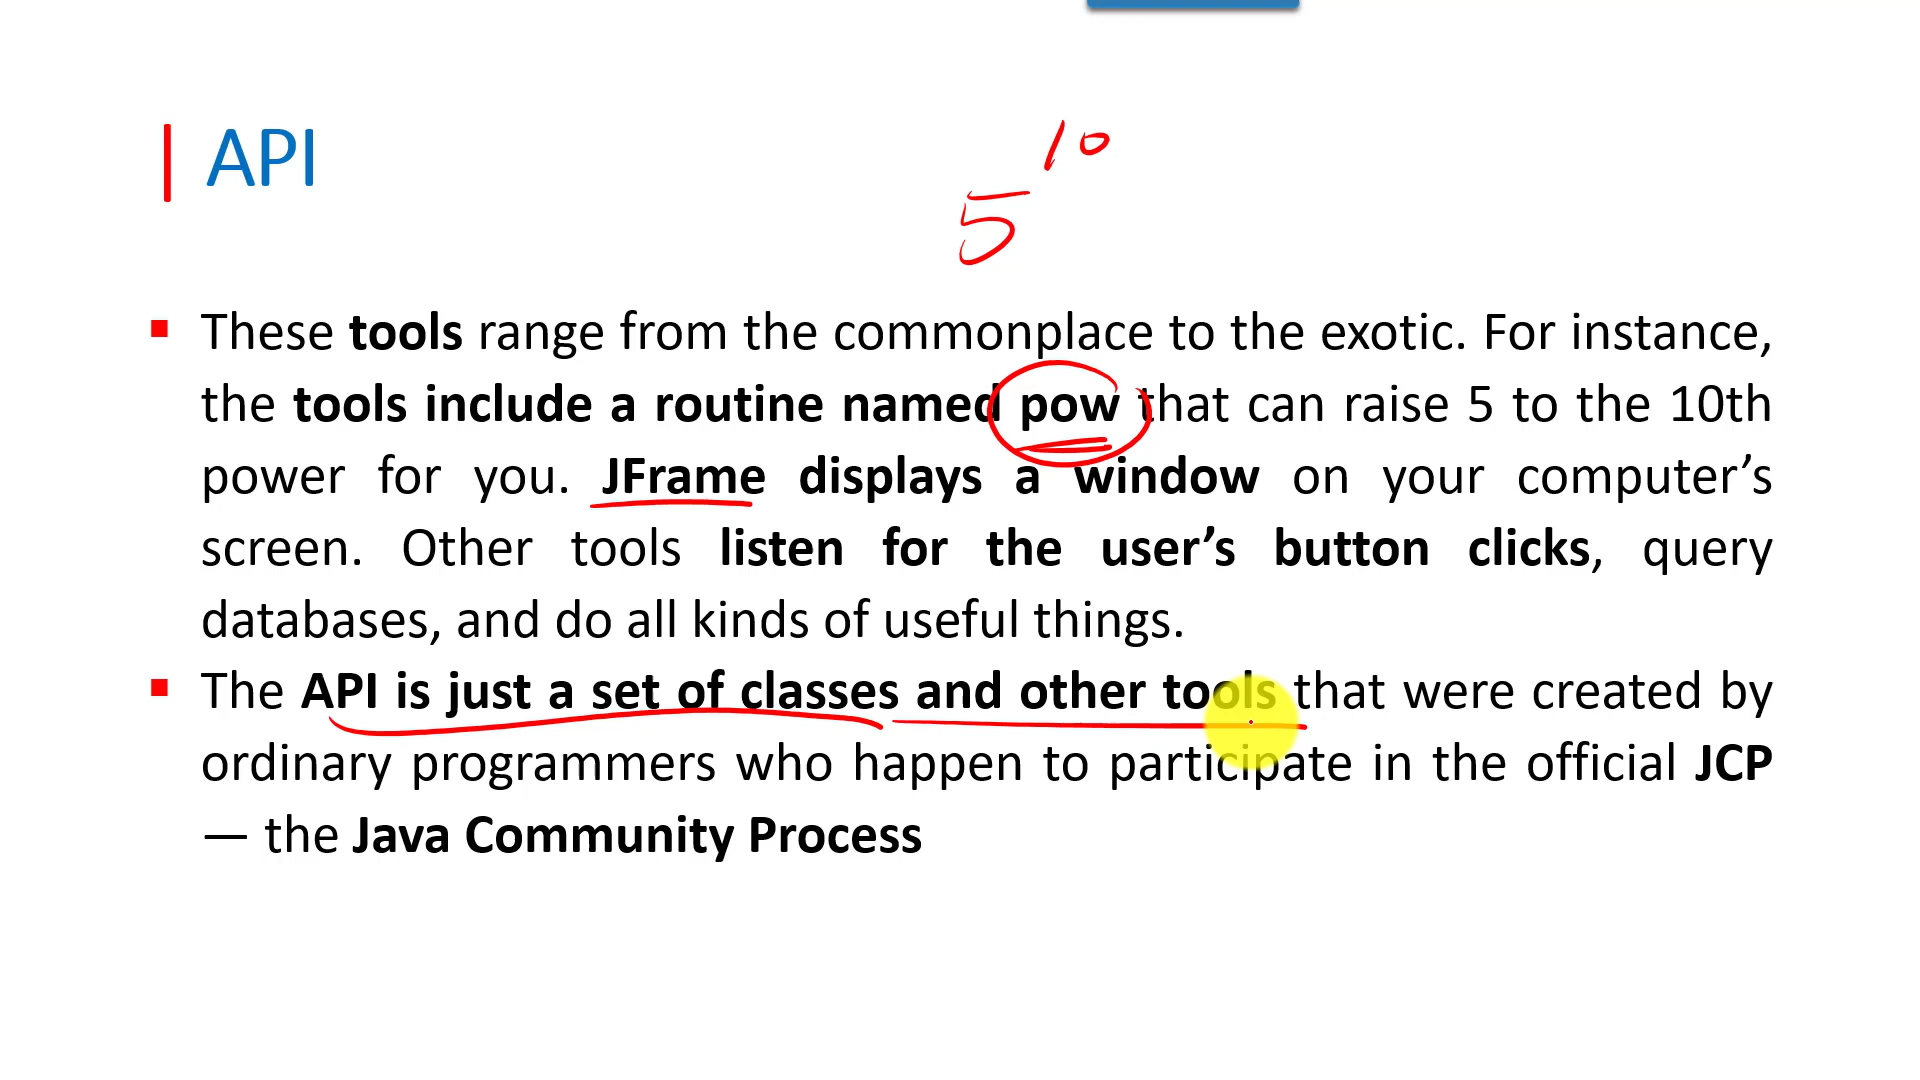 API
5 10
These tools range from the commonplace to the exotic. For instance,
the tools include a routine named pow that can raise 5 to the 10th
power for you. JFrame displays a window on your computer’s
screen. Other tools listen for the user’s button clicks, query
databases, and do all kinds of useful things.
The API is just a set of classes and other tools that were created by
ordinary programmers who happen to participate in the official JCP
— the Java Community Process